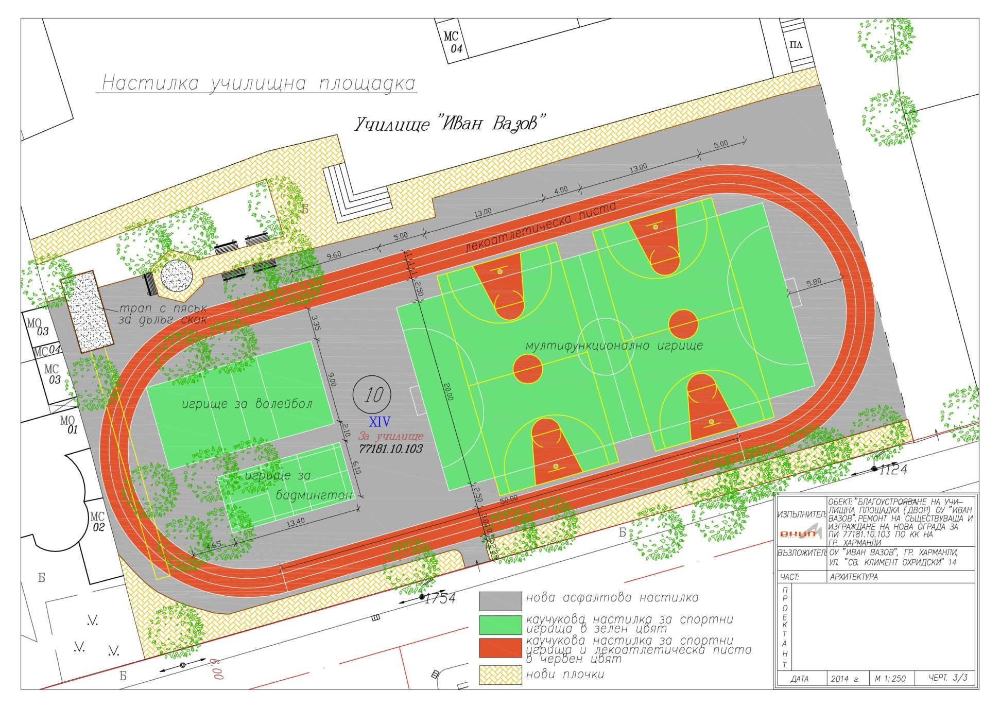 МС
04
ПЛ
Настилка училищна площадка
Училище "Иван Вазов"
5.00
13.00
4.00
13.00
5.00
9.60
Б
лекоатлетическа писта
1
1
1
2.50
5.80
трап с пясък
за дълъг скок
МО
03
МС 04
МС
03
МО
01
МС
02
3.35
9.00
2.10
6.10
мултифункционално игрище
игрище за волейбол
10
XIV
За училище
77181.10.103
20.00
игрище за
бадминтон
13.40
4.65
2.50
3.00
50.00
Б
Б
Б
1124
1754
6.00
нова асфалтова настилка
каучукова настилка за спортни
игрища в зелен цвят
каучукова настилка за спортни
игрища и лекоатлетическа писта
в червен цвят
нови плочки
ИЗПЪЛНИТЕЛ:
ЕКИП
ОБЕКТ: "БЛАГОУСТРОЯВАНЕ НА УЧИ-
ЛИЩНА ПЛОЩАДКА (ДВОР) ОУ "ИВАН
ВАЗОВ". РЕМОНТ НА СЪЩЕСТВУВАЩА И
ИЗГРАЖДАНЕ НА НОВА ОГРАДА ЗА
ПИ 77181.10.103 ПО КК НА
ГР. ХАРМАНЛИ
ВЪЗЛОЖИТЕЛ:
ОУ "ИВАН ВАЗОВ", ГР. ХАРМАНЛИ,
УЛ. "СВ. КЛИМЕНТ ОХРИДСКИ" 14
ЧАСТ:
АРХИТЕКТУРА
ПРОЕКТАНТ
ДАТА
2014 г.
М 1:250
ЧЕРТ. 3/3